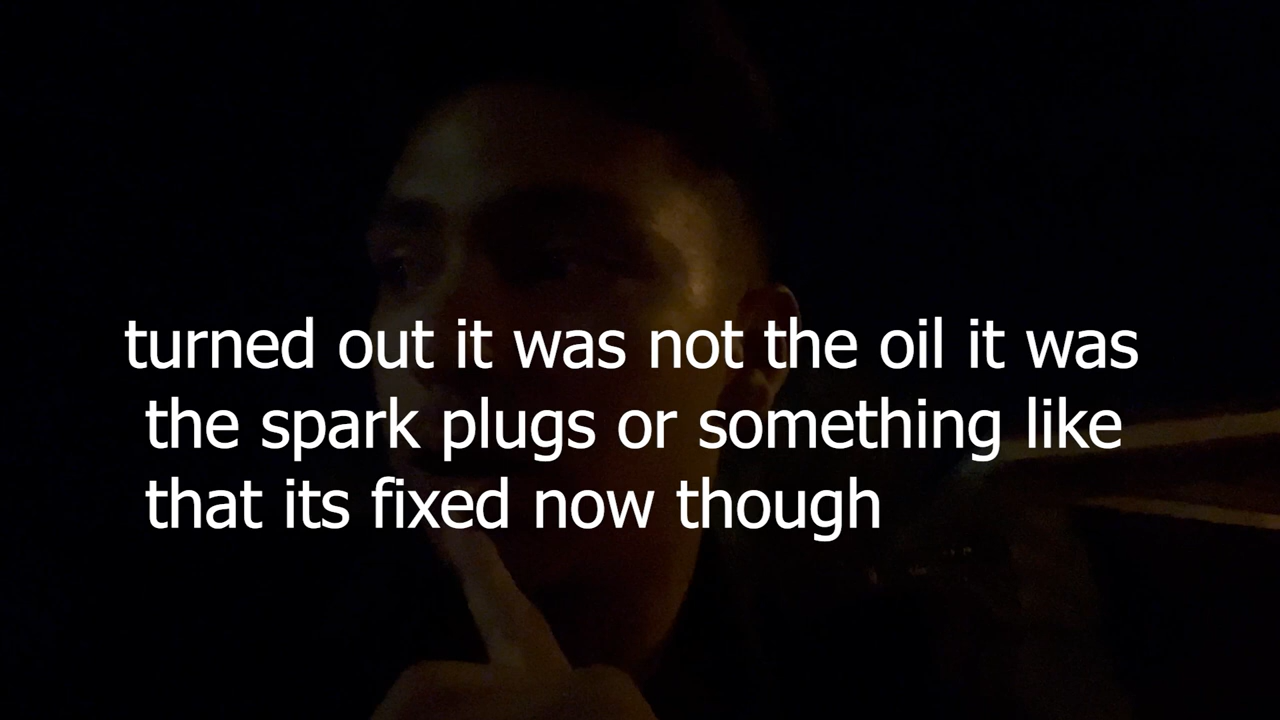 turned out it was not the oil it was
the spark plugs or something like
that its fixed now though